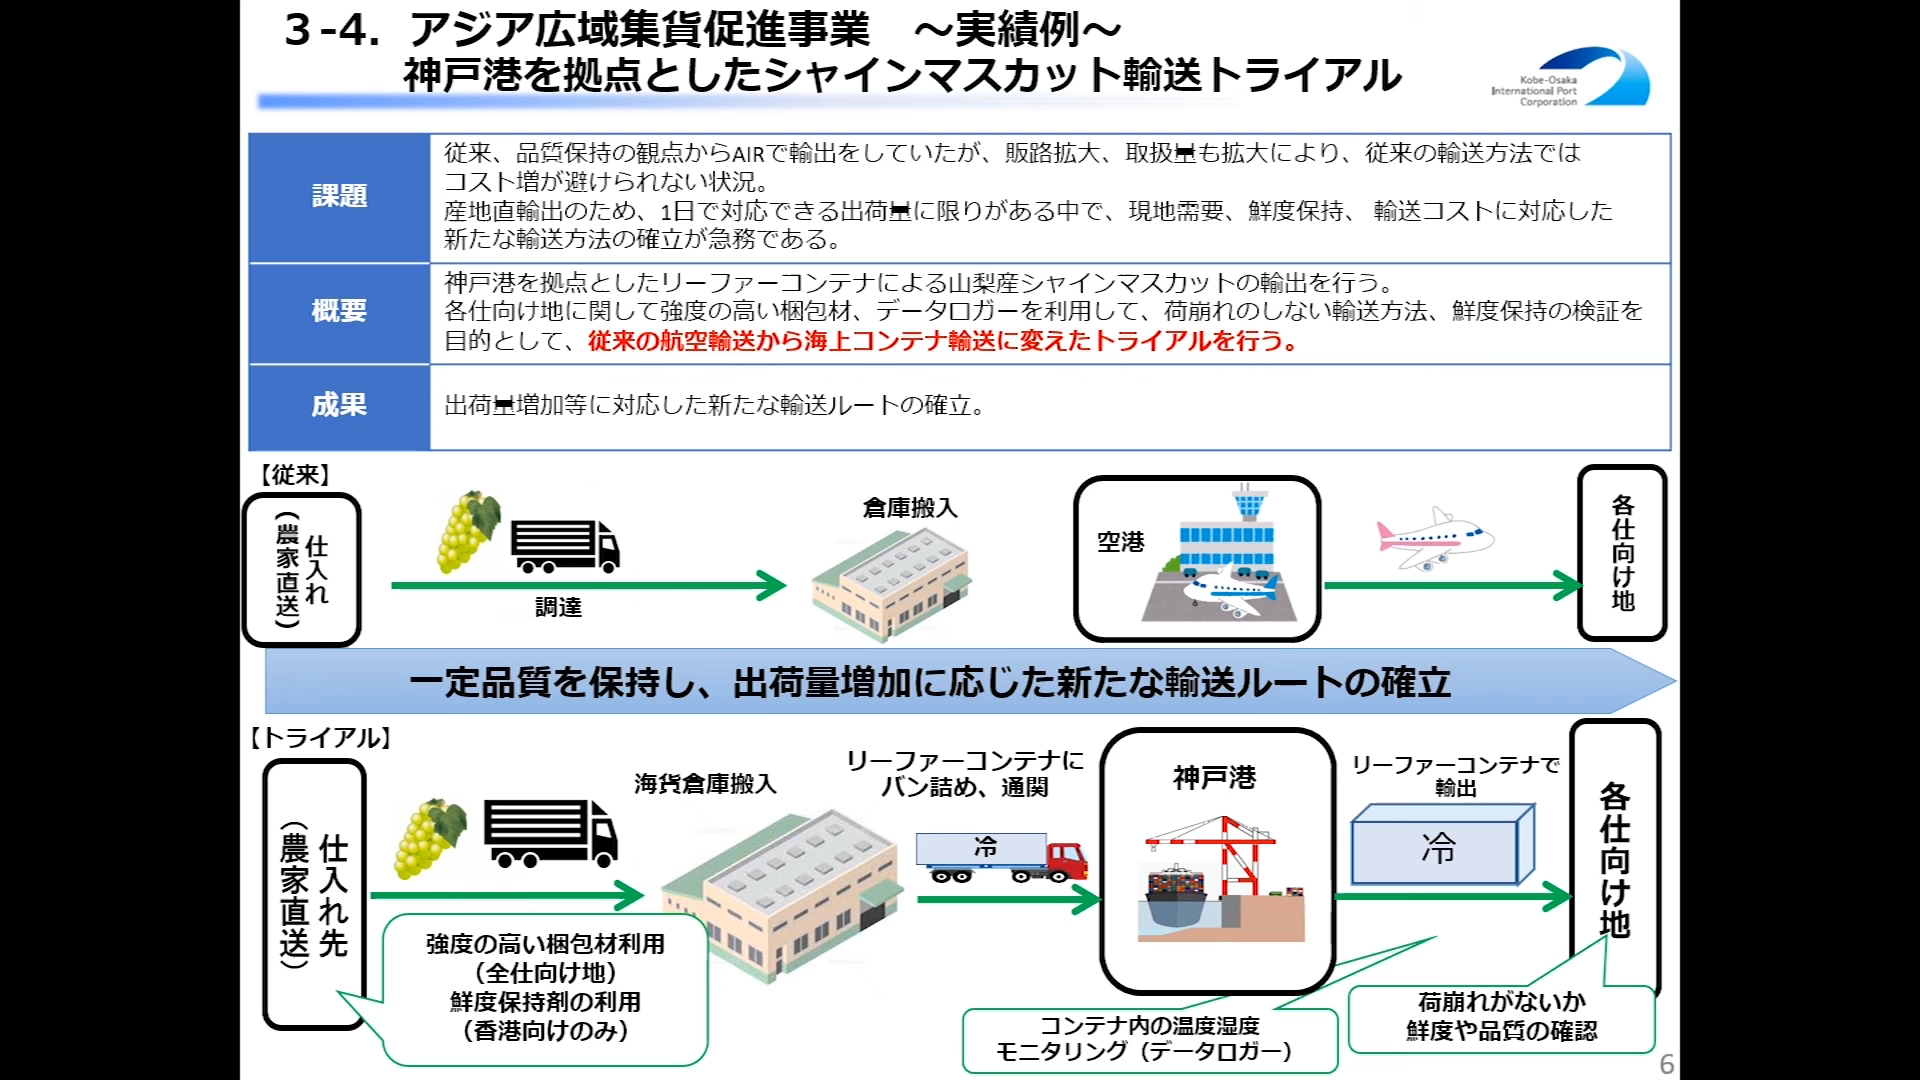 ３-4．アジア広域集貨促進事業　～実績例～
神戸港を拠点としたシャインマスカット輸送トライアル
Kobe-Osaka
International Port
Corporation
課題
従来、品質保持の観点からAIRで輸出をしていたが、販路拡大、取扱量も拡大により、従来の輸送方法では
コスト増が避けられない状況。
産地直輸出のため、1日で対応できる出荷量に限りがある中で、現地需要、鮮度保持、 輸送コストに対応した
新たな輸送方法の確立が急務である。
概要
神戸港を拠点としたリーファーコンテナによる山梨産シャインマスカットの輸出を行う。
各仕向け地に関して強度の高い梱包材、データロガーを利用して、荷崩れのしない輸送方法、鮮度保持の検証を
目的として、従来の航空輸送から海上コンテナ輸送に変えたトライアルを行う。
成果
出荷量増加等に対応した新たな輸送ルートの確立。
【従来】
仕入れ
（農家直送）
調達
倉庫搬入
空港
各仕向け地
一定品質を保持し、出荷量増加に応じた新たな輸送ルートの確立
【トライアル】
仕入れ先
（農家直送）
海貨倉庫搬入
リーファーコンテナに
バン詰め、通関
冷
神戸港
リーファーコンテナで
輸出
冷
各仕向け地
強度の高い梱包材利用
（全仕向け地）
鮮度保持剤の利用
（香港向けのみ）
コンテナ内の温度湿度
モニタリング（データロガー）
荷崩れがないか
鮮度や品質の確認
6